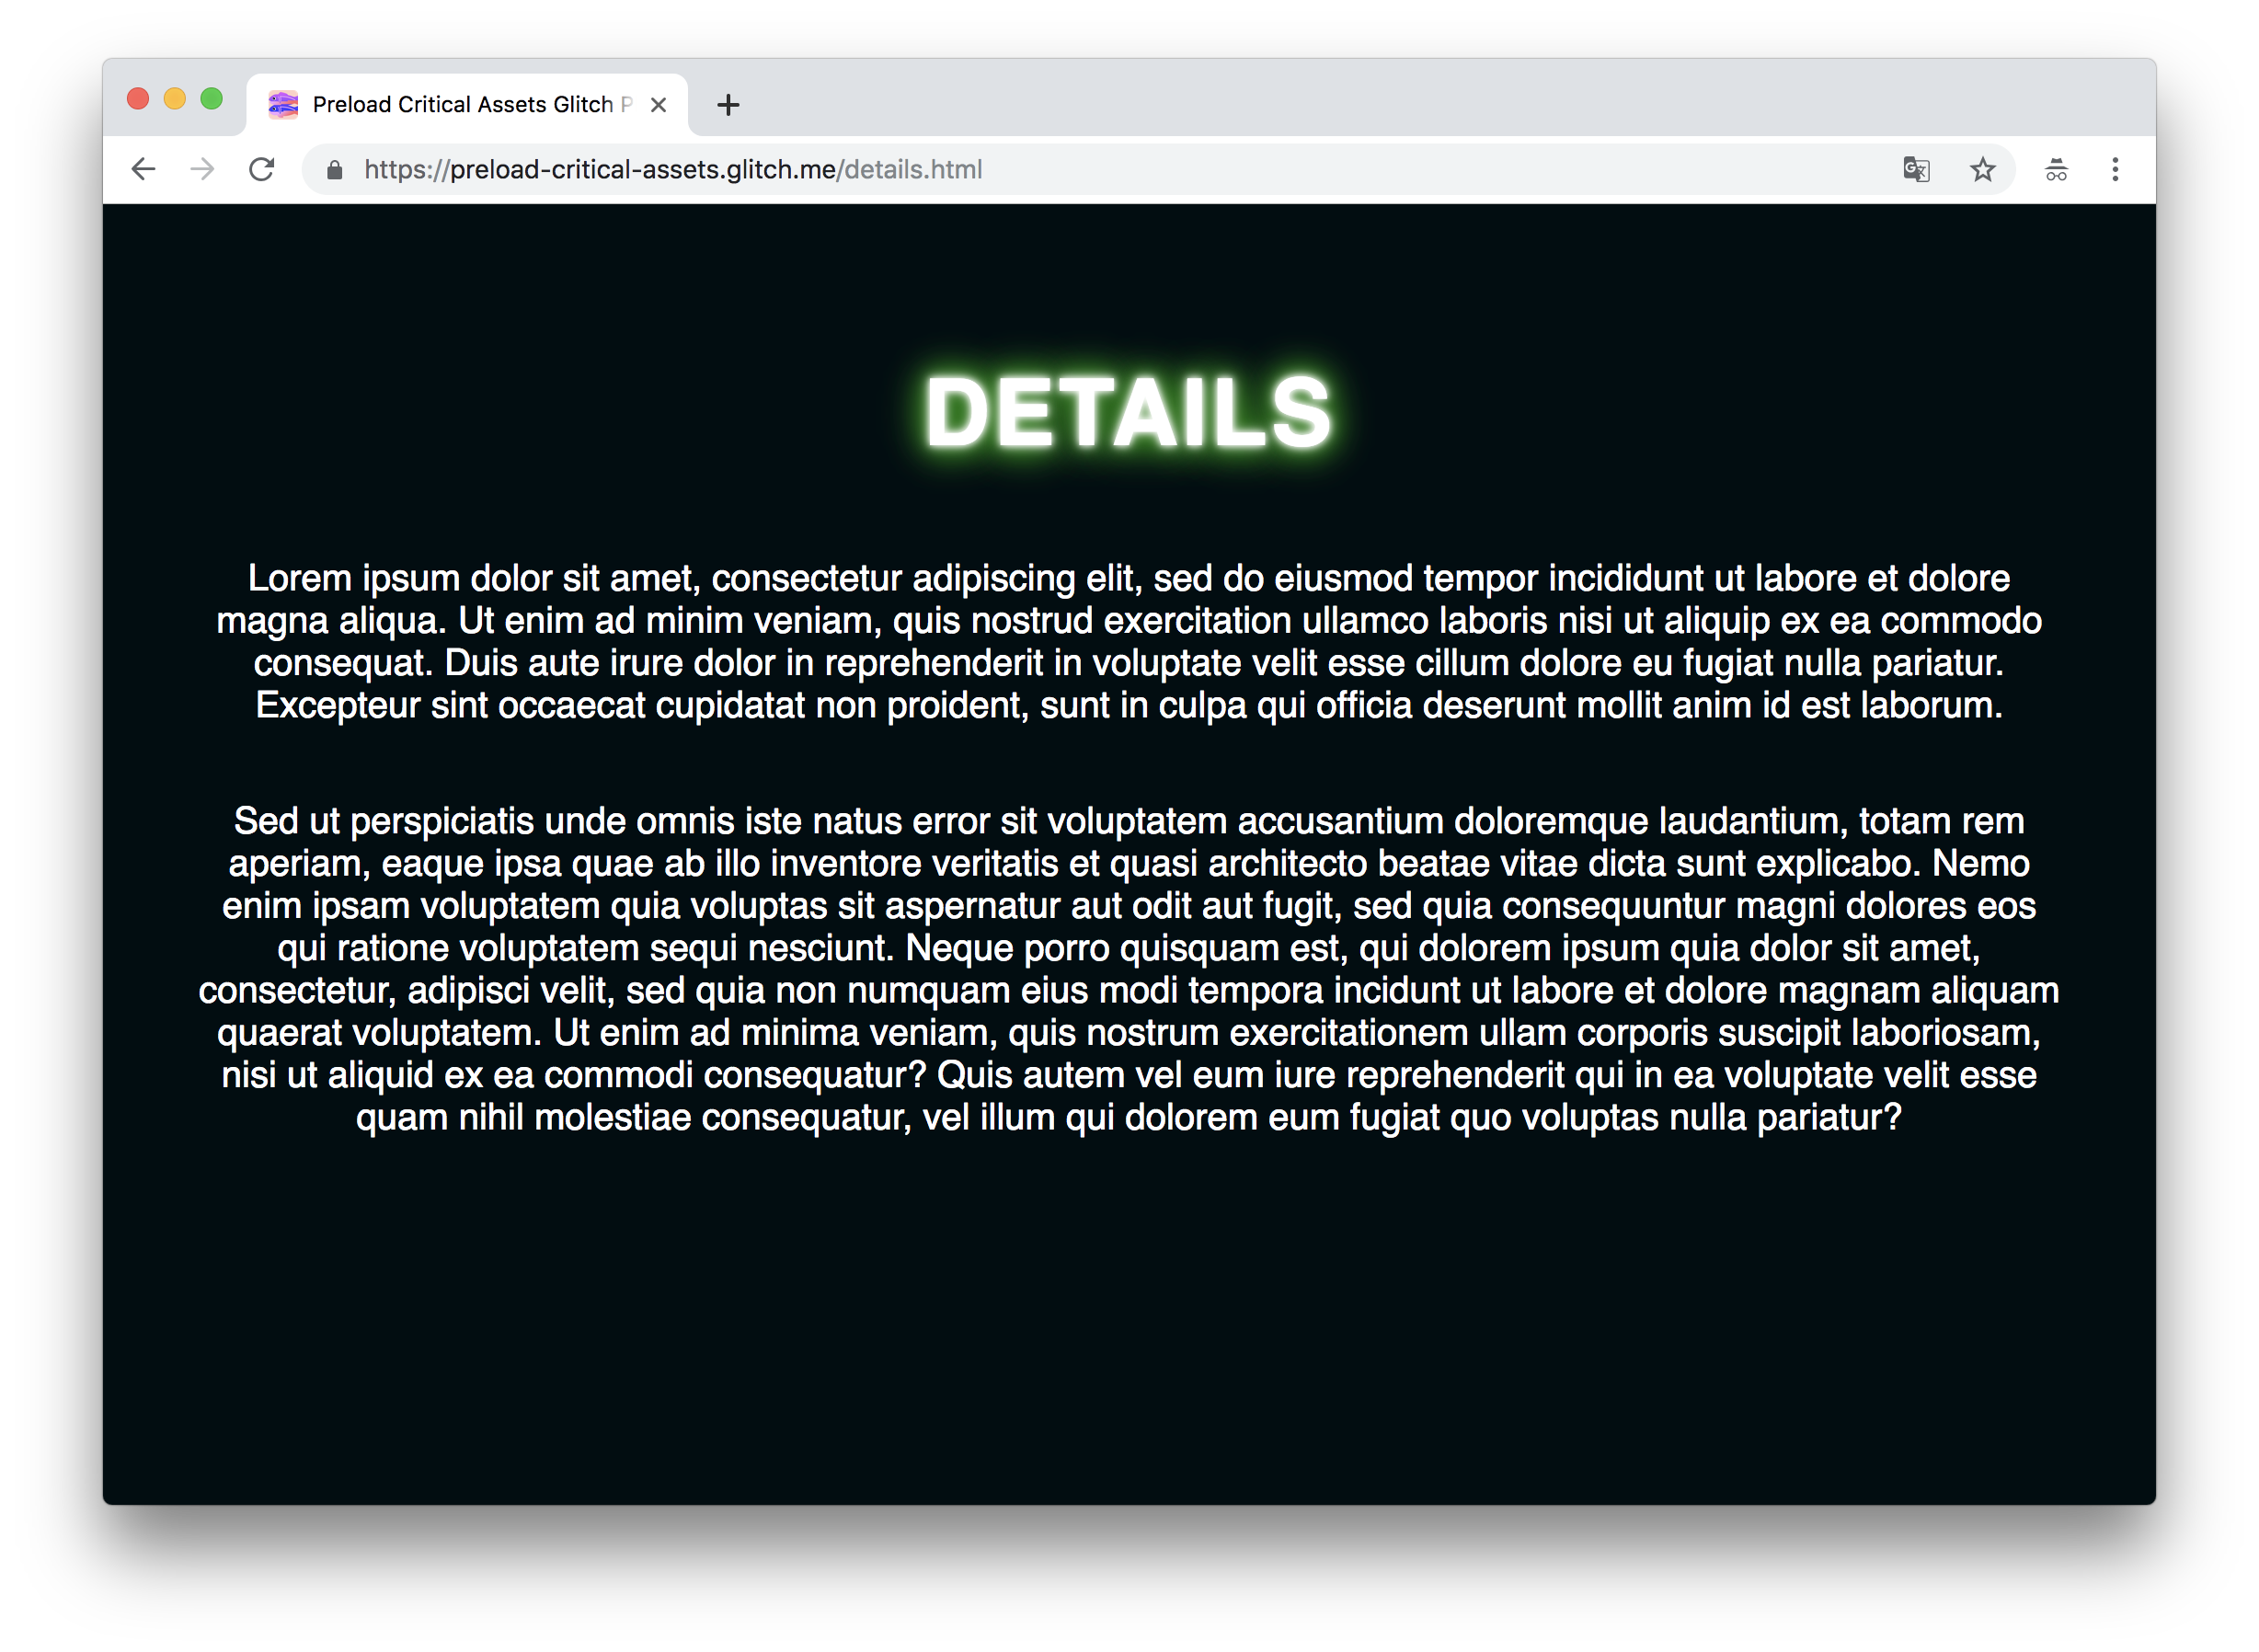 Preload Critical Assets Glitch P
https://preload-critical-assets.glitch.me/details.html
DETAILS
Lorem ipsum dolor sit amet, consectetur adipiscing elit, sed do eiusmod tempor incididunt ut labore et dolore
magna aliqua. Ut enim ad minim veniam, quis nostrud exercitation ullamco laboris nisi ut aliquip ex ea commodo
consequat. Duis aute irure dolor in reprehenderit in voluptate velit esse cillum dolore eu fugiat nulla pariatur.
Excepteur sint occaecat cupidatat non proident, sunt in culpa qui officia deserunt mollit anim id est laborum.
Sed ut perspiciatis unde omnis iste natus error sit voluptatem accusantium doloremque laudantium, totam rem
aperiam, eaque ipsa quae ab illo inventore veritatis et quasi architecto beatae vitae dicta sunt explicabo. Nemo
enim ipsam voluptatem quia voluptas sit aspernatur aut odit aut fugit, sed quia consequuntur magni dolores eos
qui ratione voluptatem sequi nesciunt. Neque porro quisquam est, qui dolorem ipsum quia dolor sit amet,
consectetur, adipisci velit, sed quia non numquam eius modi tempora incidunt ut labore et dolore magnam aliquam
quaerat voluptatem. Ut enim ad minima veniam, quis nostrum exercitationem ullam corporis suscipit laboriosam,
nisi ut aliquid ex ea commodi consequatur? Quis autem vel eum iure reprehenderit qui in ea voluptate velit esse
quam nihil molestiae consequatur, vel illum qui dolorem eum fugiat quo voluptas nulla pariatur?